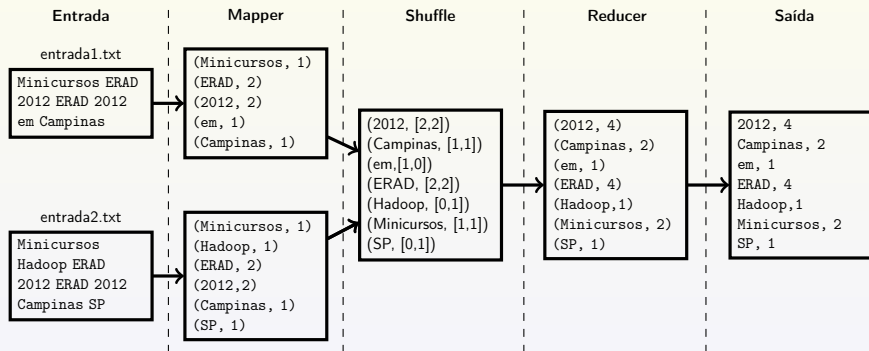 Entrada
Mapper
Shuffle
Reducer
Saída
entrada1.txt
Minicursos ERAD
2012 ERAD 2012
em Campinas
entrada2.txt
Minicursos
Hadoop ERAD
2012 ERAD 2012
Campinas SP
(Minicursos, 1)
(ERAD, 2)
(2012, 2)
(em, 1)
(Campinas, 1)
(Minicursos, 1)
(Hadoop, 1)
(ERAD, 2)
(2012,2)
(Campinas, 1)
(SP, 1)
(2012, [2,2])
(Campinas, [1,1])
(em,[1,0])
(ERAD, [2,2])
(Hadoop, [0,1])
(Minicursos, [1,1])
(SP, [0,1])
(2012, 4)
(Campinas, 2)
(em, 1)
(ERAD, 4)
(Hadoop,1)
(Minicursos, 2)
(SP, 1)
2012, 4
Campinas, 2
em, 1
ERAD, 4
Hadoop,1
Minicursos, 2
SP, 1